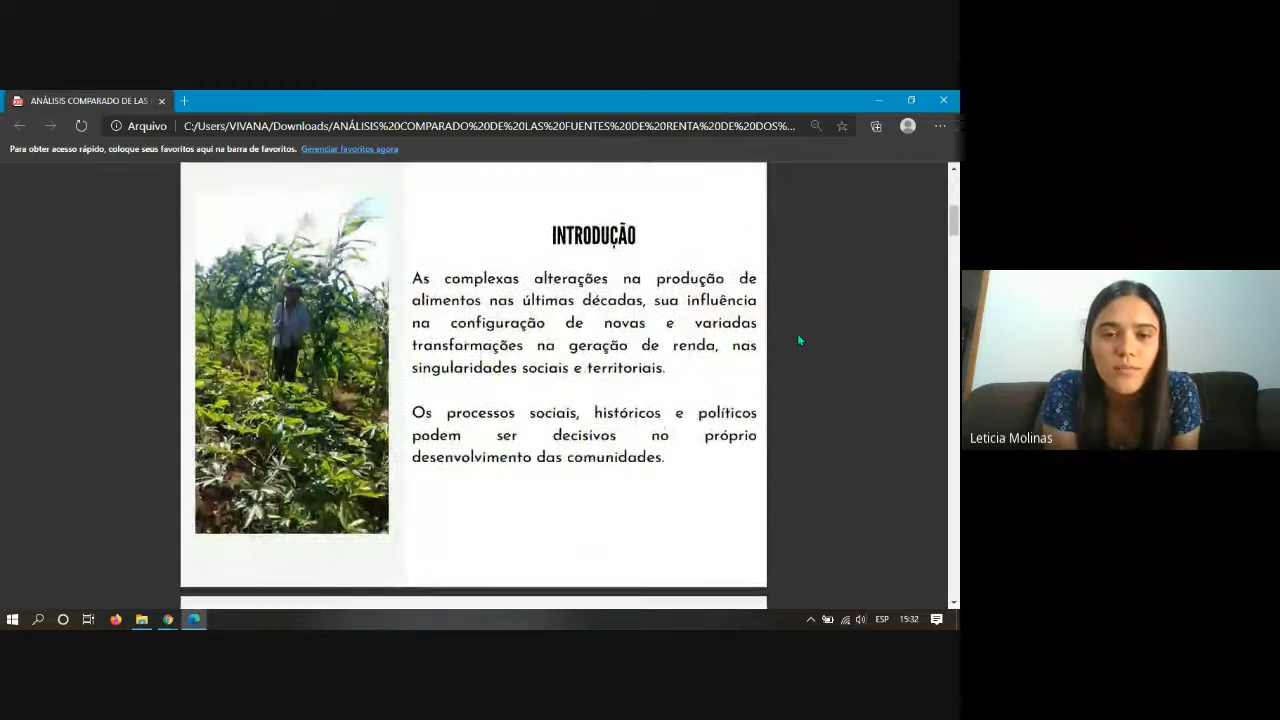 ANÁLISIS COMPARADO DE LAS
Arquivo
C:/Users/VIVANA/Downloads/ANÁLISIS%20COMPARADO%20DE%20LAS%20FUENTES%20DE%20RENTA%20DE%20DOS%...
Para obter acesso rápido, coloque seus favoritos aqui na barra de favoritos. Gerenciar favoritos agora
INTRODUÇÃO
As complexas alterações na produção de
alimentos nas últimas décadas, sua influência
na configuração de novas e variadas
transformações na geração de renda, nas
singularidades sociais e territoriais.
Os processos sociais, históricos e políticos
podem ser decisivos no próprio
desenvolvimento das comunidades.
Leticia Molinas
ESP
15:32